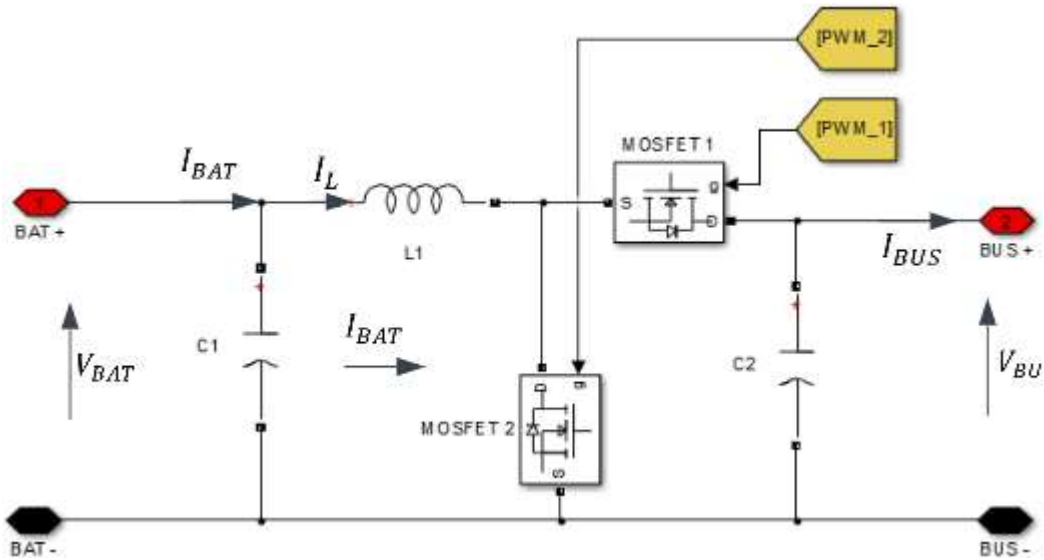 [PWM_2]
[PWM_1]
MOSFET 1
I_BAT
I_L
1
S
g
D
2
BAT +
L1
I_BUS
BUS +
I_BAT
C1
C2
V_BAT
V_BU
D
g
MOSFET 2
S
BAT -
BUS -